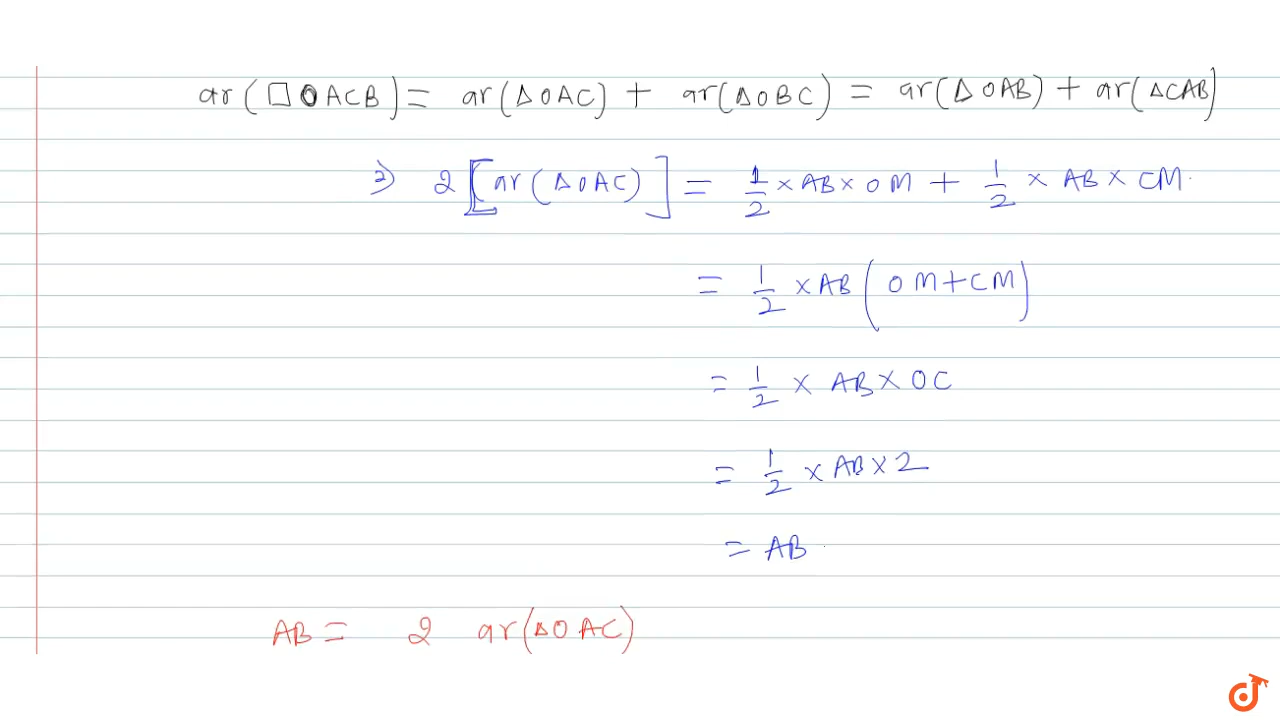 ar(□OACB) = ar(△OAC) + ar(△OBC) = ar(△OAB) + ar(△CAB)
⇒ 2[ar(△OAC)] = 1/2 × AB × OM + 1/2 × AB × CM.
= 1/2 × AB (OM + CM)
= 1/2 × AB × OC
= 1/2 × AB × 2
= AB
AB = 2 ar(△OAC)